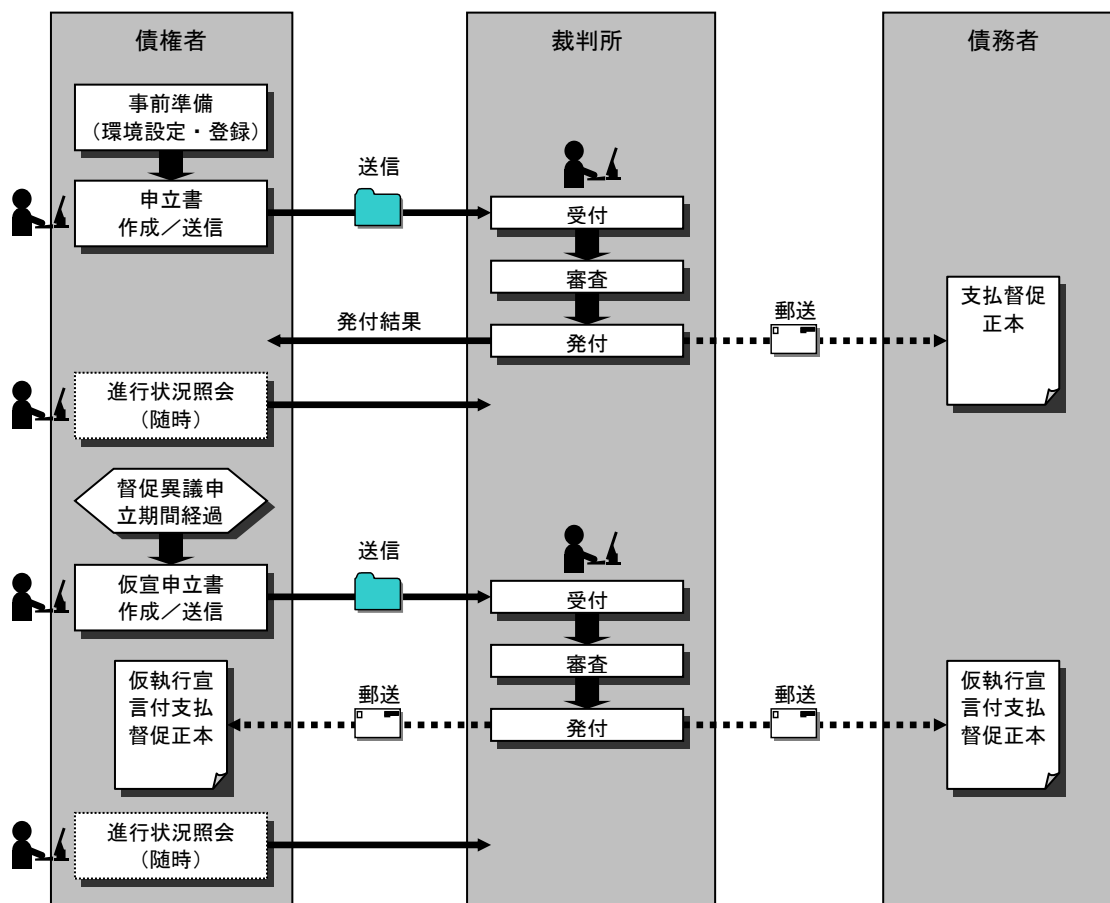 債権者
裁判所
債務者
事前準備
（環境設定・登録）
申立書
作成／送信
送信
受付
審査
発付
発付結果
郵送
支払督促
正本
進行状況照会
（随時）
督促異議申
立期間経過
仮宣申立書
作成／送信
送信
受付
審査
発付
郵送
郵送
仮執行宣
言付支払
督促正本
仮執行宣
言付支払
督促正本
進行状況照会
（随時）